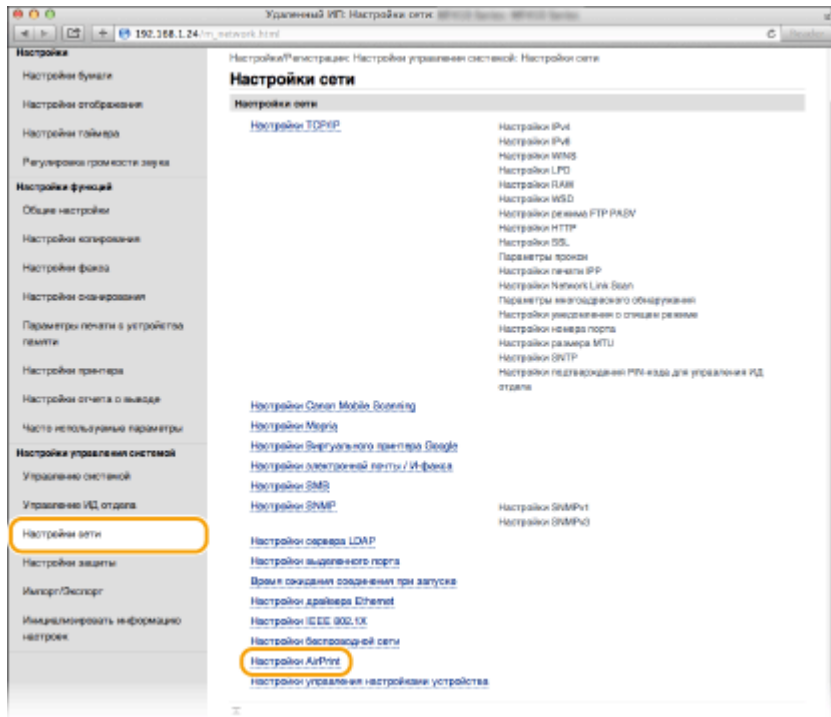 Удаленный ИП: Настройки сети:
192.168.1.24/m_network.html
Reader
Настройки
Настройки бумаги
Настройки отображения
Настройки таймера
Регулировка громкости звука
Настройки функций
Общие настройки
Настройки копирования
Настройки факса
Настройки сканирования
Параметры печати с устройства
памяти
Настройки принтера
Настройки отчета о выводе
Часто используемые параметры
Настройки управления системой
Управление системой
Управление ИД отдела
Настройки сети
Настройки защиты
Импорт/Экспорт
Инициализировать информацию
настроек
Настройки/Регистрация: Настройки управления системой: Настройки сети
Настройки сети
Настройки сети
Настройки TCP/IP
Настройки IPv4
Настройки IPv6
Настройки WINS
Настройки LPD
Настройки RAW
Настройки WSD
Настройки режима FTP PASV
Настройки HTTP
Настройки SSL
Параметры прокси
Настройки печати IPP
Настройки Network Link Scan
Параметры многоадресного обнаружения
Настройки уведомления о спящем режиме
Настройки номера порта
Настройки размера MTU
Настройки SNTP
Настройки подтверждения PIN-кода для управления ИД
отдела
Настройки Canon Mobile Scanning
Настройки Mopria
Настройки Виртуального принтера Google
Настройки электронной почты / И-факса
Настройки SMB
Настройки SNMP
Настройки SNMPv1
Настройки SNMPv3
Настройки сервера LDAP
Настройки выделенного порта
Время ожидания соединения при запуске
Настройки драйвера Ethernet
Настройки IEEE 802.1X
Настройки беспроводной сети
Настройки AirPrint
Настройки управления настройками устройства